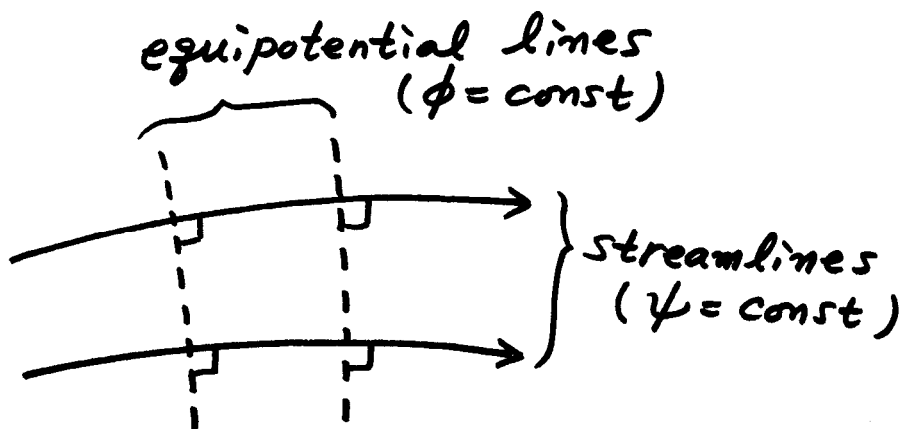 equipotential lines
(ϕ = const)
streamlines
(ψ = const)